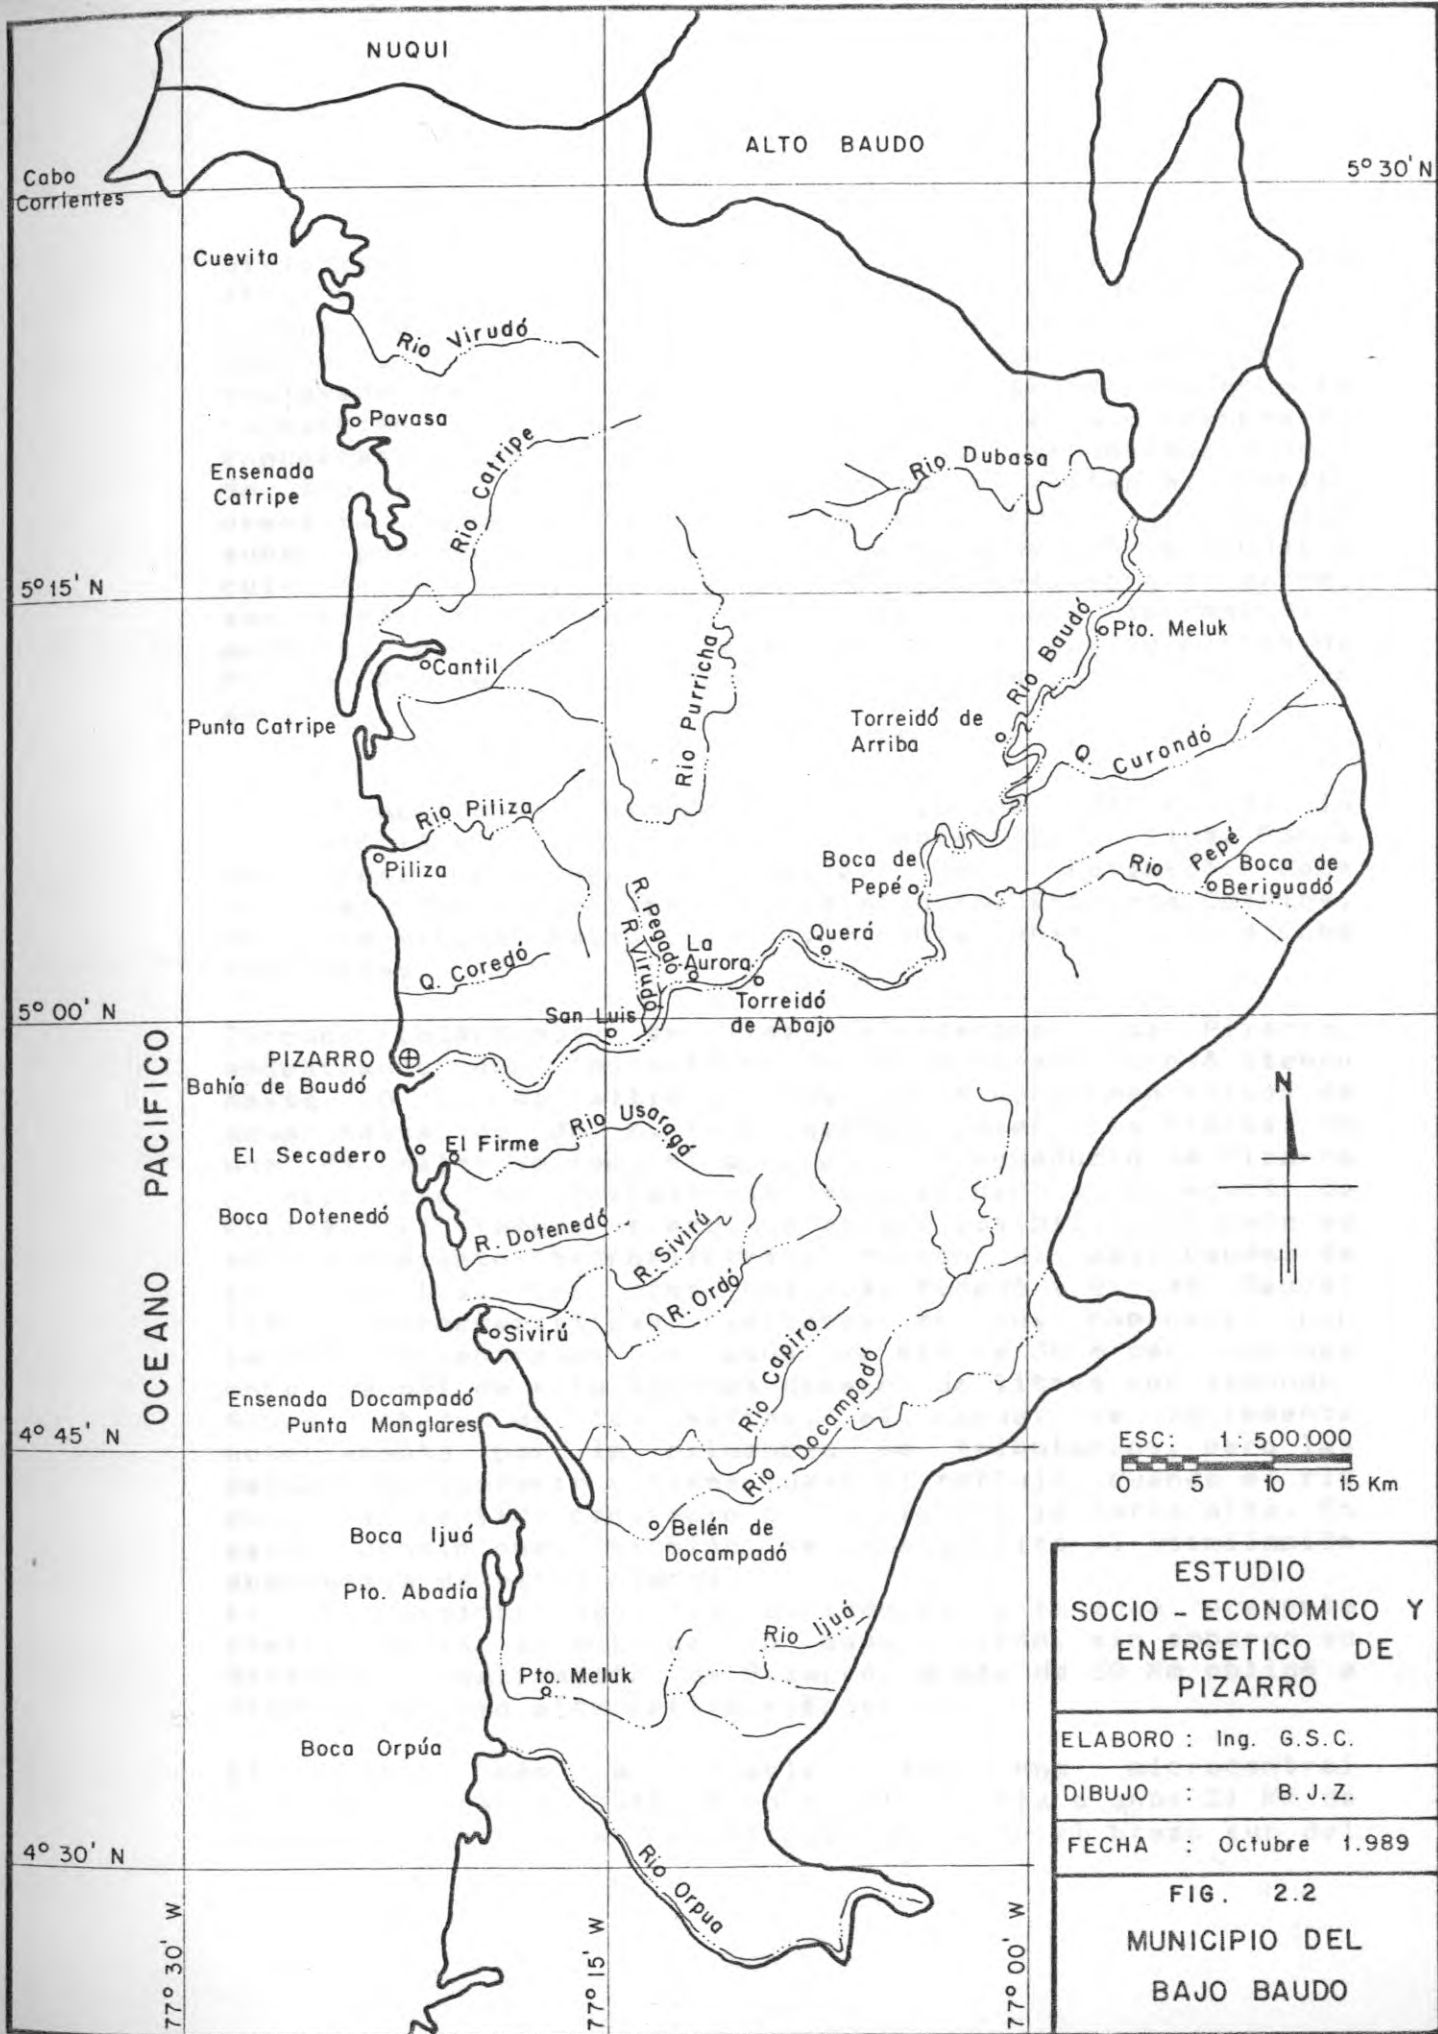 NUQUI
ALTO BAUDO
5° 30' N
Cabo
Corrientes
Cuevita
Rio Virudó
Pavasa
Ensenada
Catripe
Rio Catripe
Rio Dubasa
5° 15' N
Rio Baudó
Pto. Meluk
Cantil
Rio Purricha
Punta Catripe
Torreidó de
Arriba
Q. Curondó
Rio Piliza
Piliza
Boca de
Pepé
Rio Pepé
Boca de
Beriguadó
R. Pegado
R. Virudó
La
Aurora
Querá
Q. Coredó
Torreidó
de Abajo
San Luis
5° 00' N
PIZARRO
Bahía de Baudó
OCEANO PACIFICO
N
Rio Usaragá
El Secadero
El Firme
Boca Dotenedó
R. Dotenedó
R. Sivirú
R. Ordó
Sivirú
Rio Capiro
Rio Docampadó
Ensenada Docampadó
Punta Manglares
4° 45' N
ESC: 1:500000
0 5 10 15 Km
Belén de
Docampadó
Boca Ijuá
Pto. Abadía
Rio Ijuá
Pto. Meluk
Boca Orpúa
4° 30' N
Rio Orpua
77° 30' W
77° 15' W
77° 00' W
ESTUDIO
SOCIO - ECONOMICO Y
ENERGETICO DE
PIZARRO
ELABORO : Ing. G.S.C.
DIBUJO : B.J.Z.
FECHA : Octubre 1.989
FIG. 2.2
MUNICIPIO DEL
BAJO BAUDO